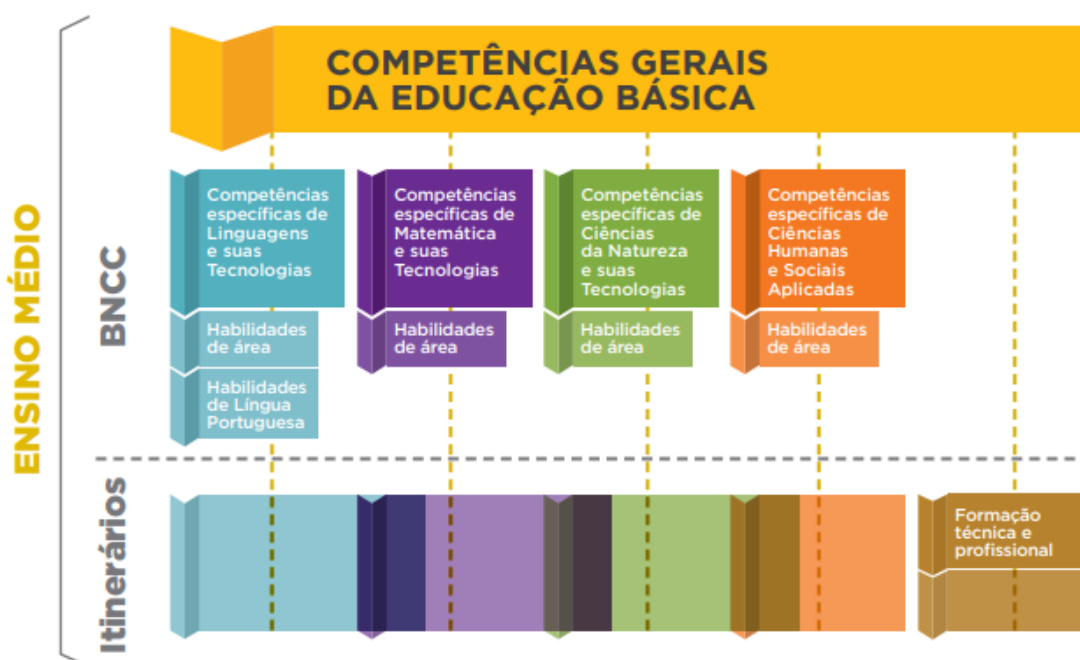 COMPETÊNCIAS GERAIS
DA EDUCAÇÃO BÁSICA
ENSINO MÉDIO
BNCC
Competências
específicas de
Linguagens
e suas
Tecnologias
Habilidades
de área
Habilidades
de Língua
Portuguesa
Competências
específicas de
Matemática
e suas
Tecnologias
Habilidades
de área
Competências
específicas de
Ciências
da Natureza
e suas
Tecnologias
Habilidades
de área
Competências
específicas de
Ciências
Humanas
e Sociais
Aplicadas
Habilidades
de área
Itinerários
Formação
técnica e
profissional